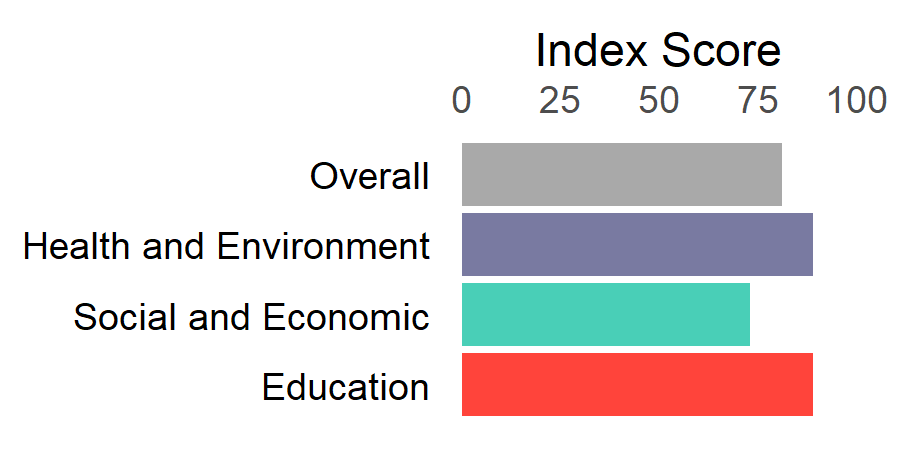 Index Score
0 25 50 75 100
Overall
Health and Environment
Social and Economic
Education